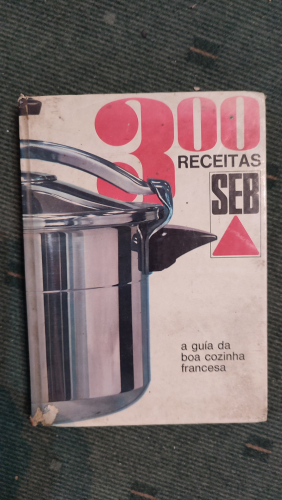 300
RECEITAS
SEB
a guia da
boa cozinha
francesa